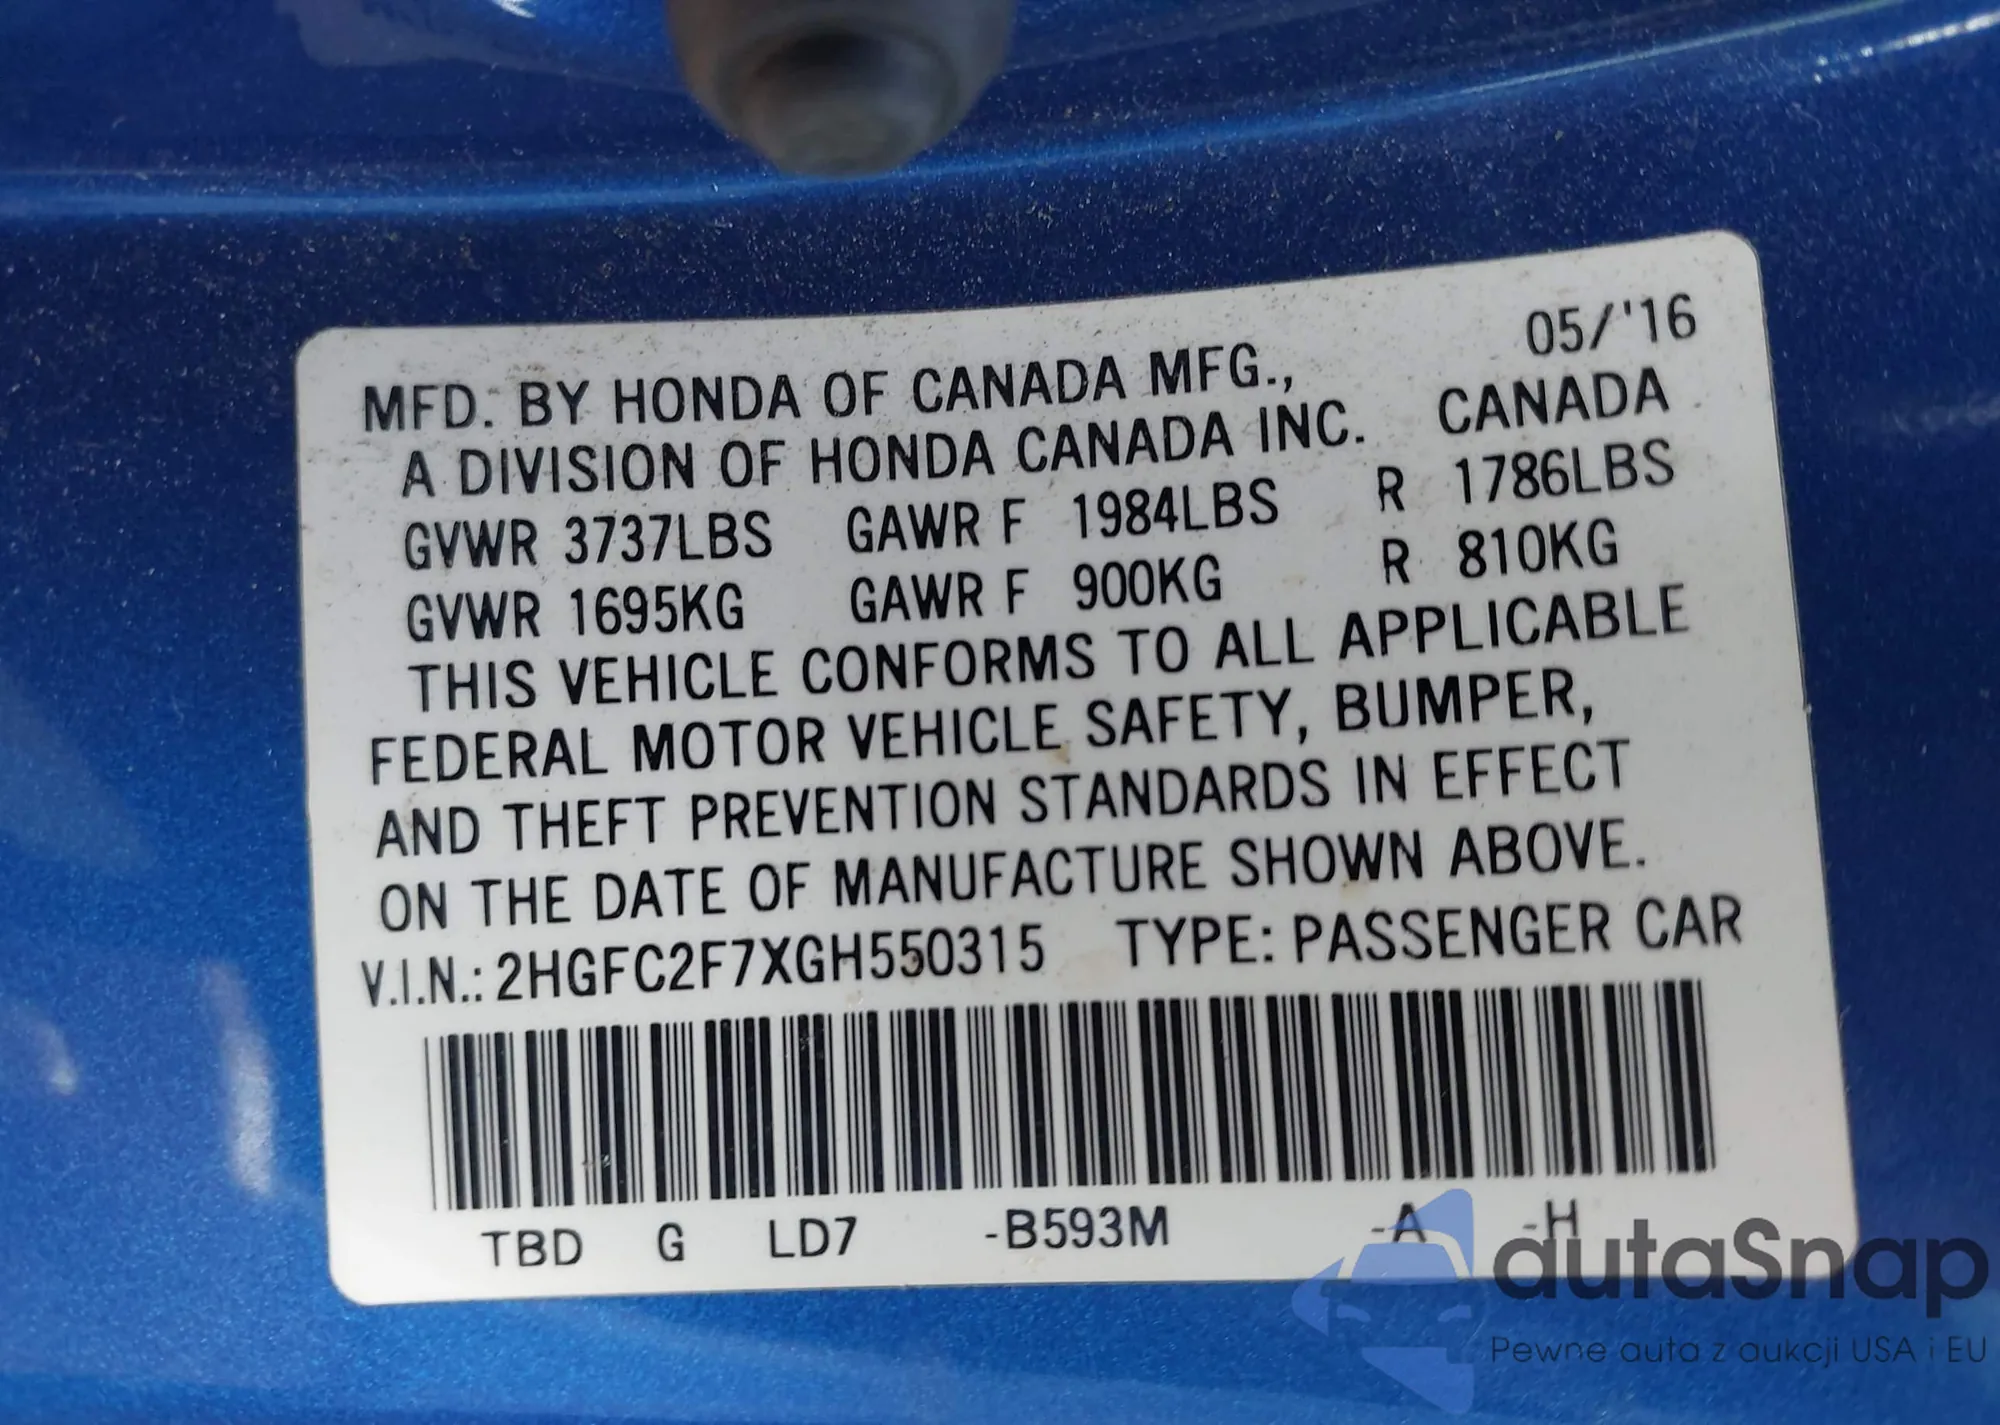 05/'16
MFD. BY HONDA OF CANADA MFG.,
A DIVISION OF HONDA CANADA INC. CANADA
GVWR 3737LBS GAWR F 1984LBS R 1786LBS
GVWR 1695KG GAWR F 900KG R 810KG
THIS VEHICLE CONFORMS TO ALL APPLICABLE
FEDERAL MOTOR VEHICLE SAFETY, BUMPER,
AND THEFT PREVENTION STANDARDS IN EFFECT
ON THE DATE OF MANUFACTURE SHOWN ABOVE.
V.I.N.: 2HGFC2F7XGH550315 TYPE: PASSENGER CAR
TBD G LD7 -B593M -A -H
autaSnap
Pewne auta z aukcji USA i EU